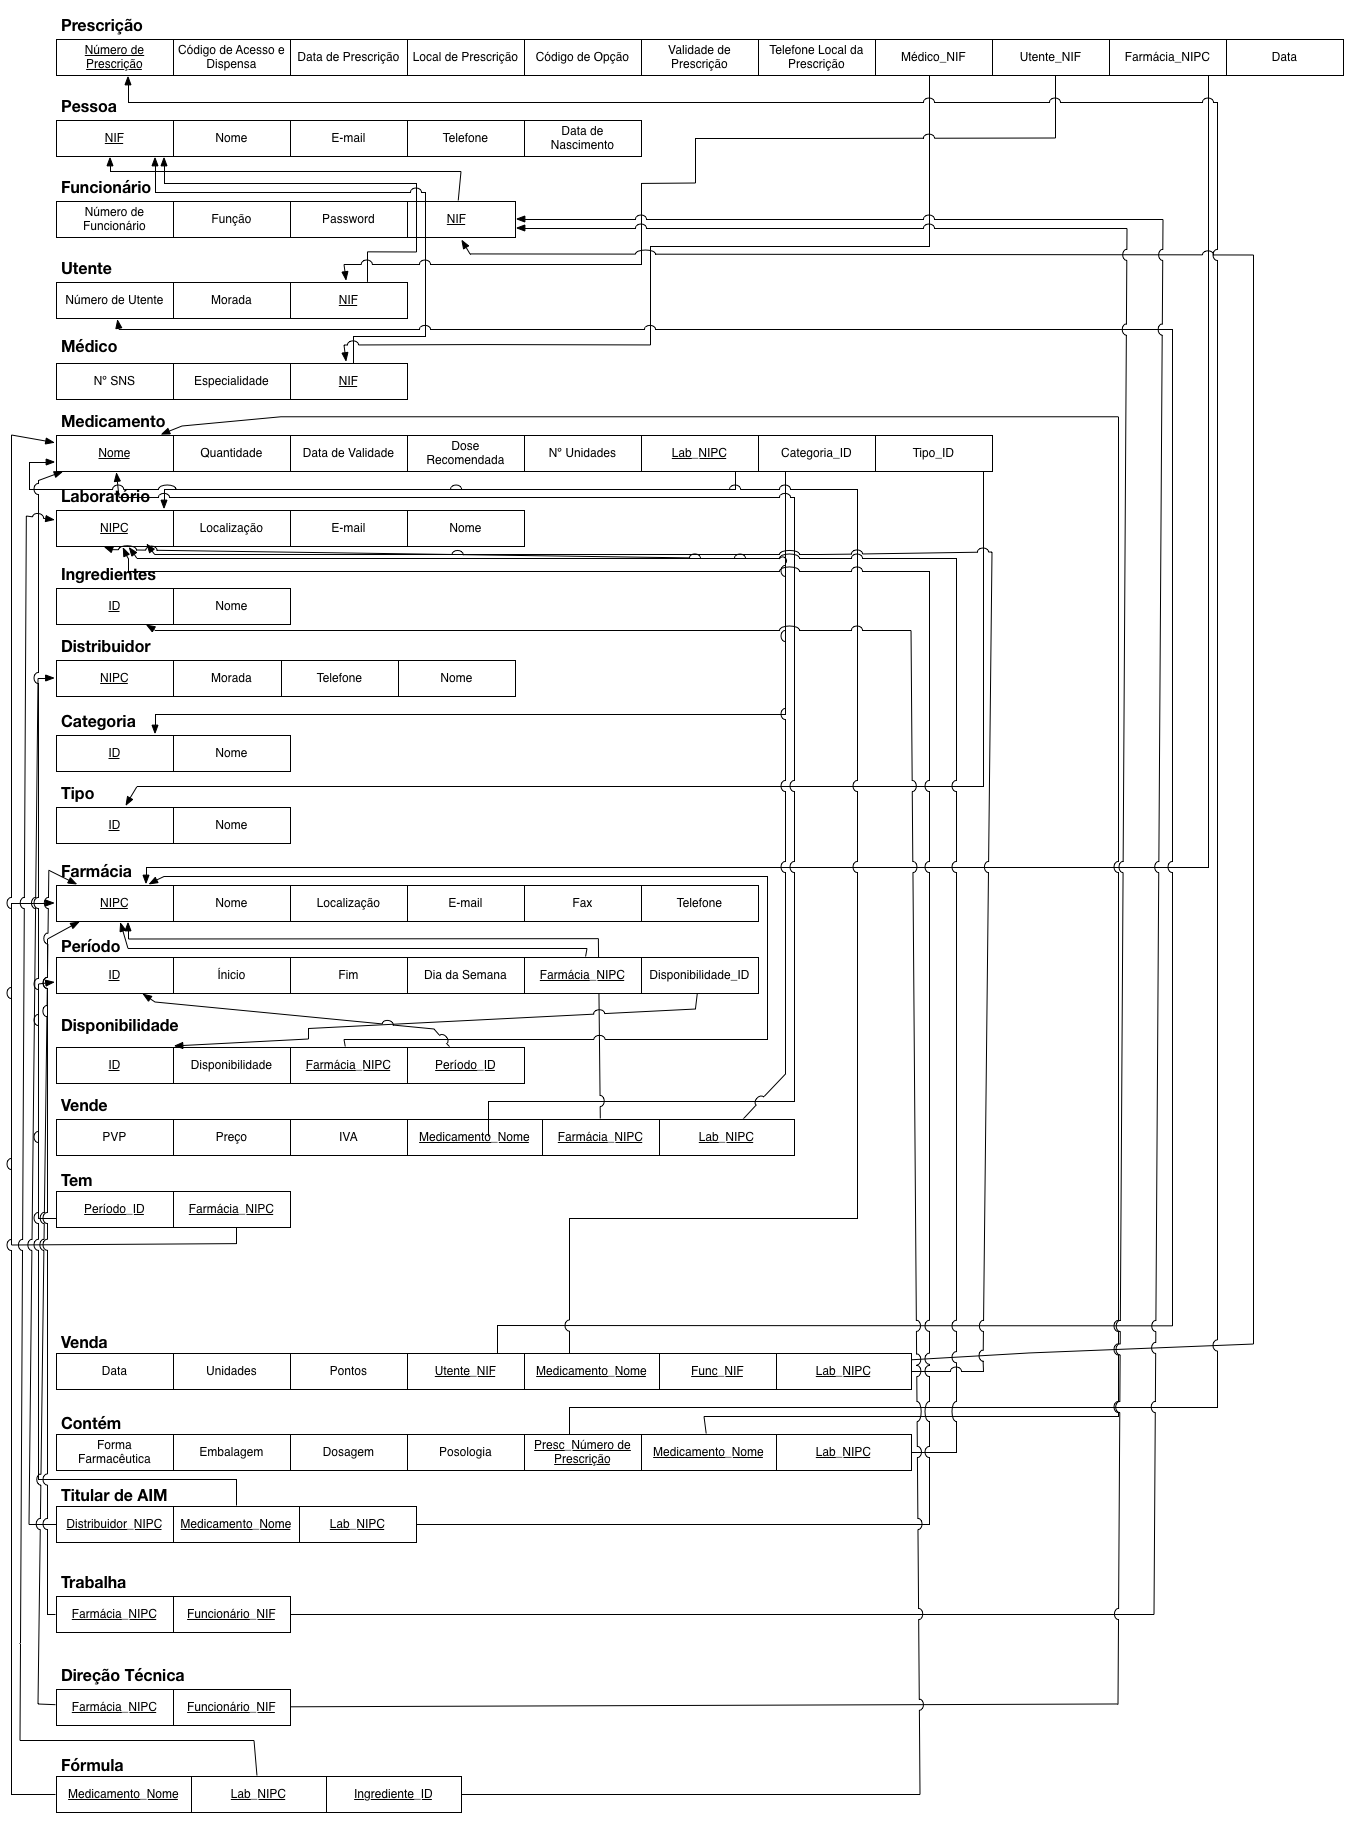 Prescrição
Número de Prescrição
Código de Acesso e Dispensa
Data de Prescrição
Local de Prescrição
Código de Opção
Validade de Prescrição
Telefone Local da Prescrição
Médico_NIF
Utente_NIF
Farmácia_NIPC
Data
Pessoa
NIF
Nome
E-mail
Telefone
Data de Nascimento
Funcionário
Número de Funcionário
Função
Password
NIF
Utente
Número de Utente
Morada
NIF
Médico
Nº SNS
Especialidade
NIF
Medicamento
Nome
Quantidade
Data de Validade
Dose Recomendada
Nº Unidades
Lab_NIPC
Categoria_ID
Tipo_ID
Laboratório
NIPC
Localização
E-mail
Nome
Ingredientes
ID
Nome
Distribuidor
NIPC
Morada
Telefone
Nome
Categoria
ID
Nome
Tipo
ID
Nome
Farmácia
NIPC
Nome
Localização
E-mail
Fax
Telefone
Período
ID
Ínicio
Fim
Dia da Semana
Farmácia_NIPC
Disponibilidade_ID
Disponibilidade
ID
Disponibilidade
Farmácia_NIPC
Período_ID
Vende
PVP
Preço
IVA
Medicamento_Nome
Farmácia_NIPC
Lab_NIPC
Tem
Período_ID
Farmácia_NIPC
Venda
Data
Unidades
Pontos
Utente_NIF
Medicamento_Nome
Func_NIF
Lab_NIPC
Contém
Forma Farmacêutica
Embalagem
Dosagem
Posologia
Presc_Número de Prescrição
Medicamento_Nome
Lab_NIPC
Titular de AIM
Distribuidor_NIPC
Medicamento_Nome
Lab_NIPC
Trabalha
Farmácia_NIPC
Funcionário_NIF
Direção Técnica
Farmácia_NIPC
Funcionário_NIF
Fórmula
Medicamento_Nome
Lab_NIPC
Ingrediente_ID